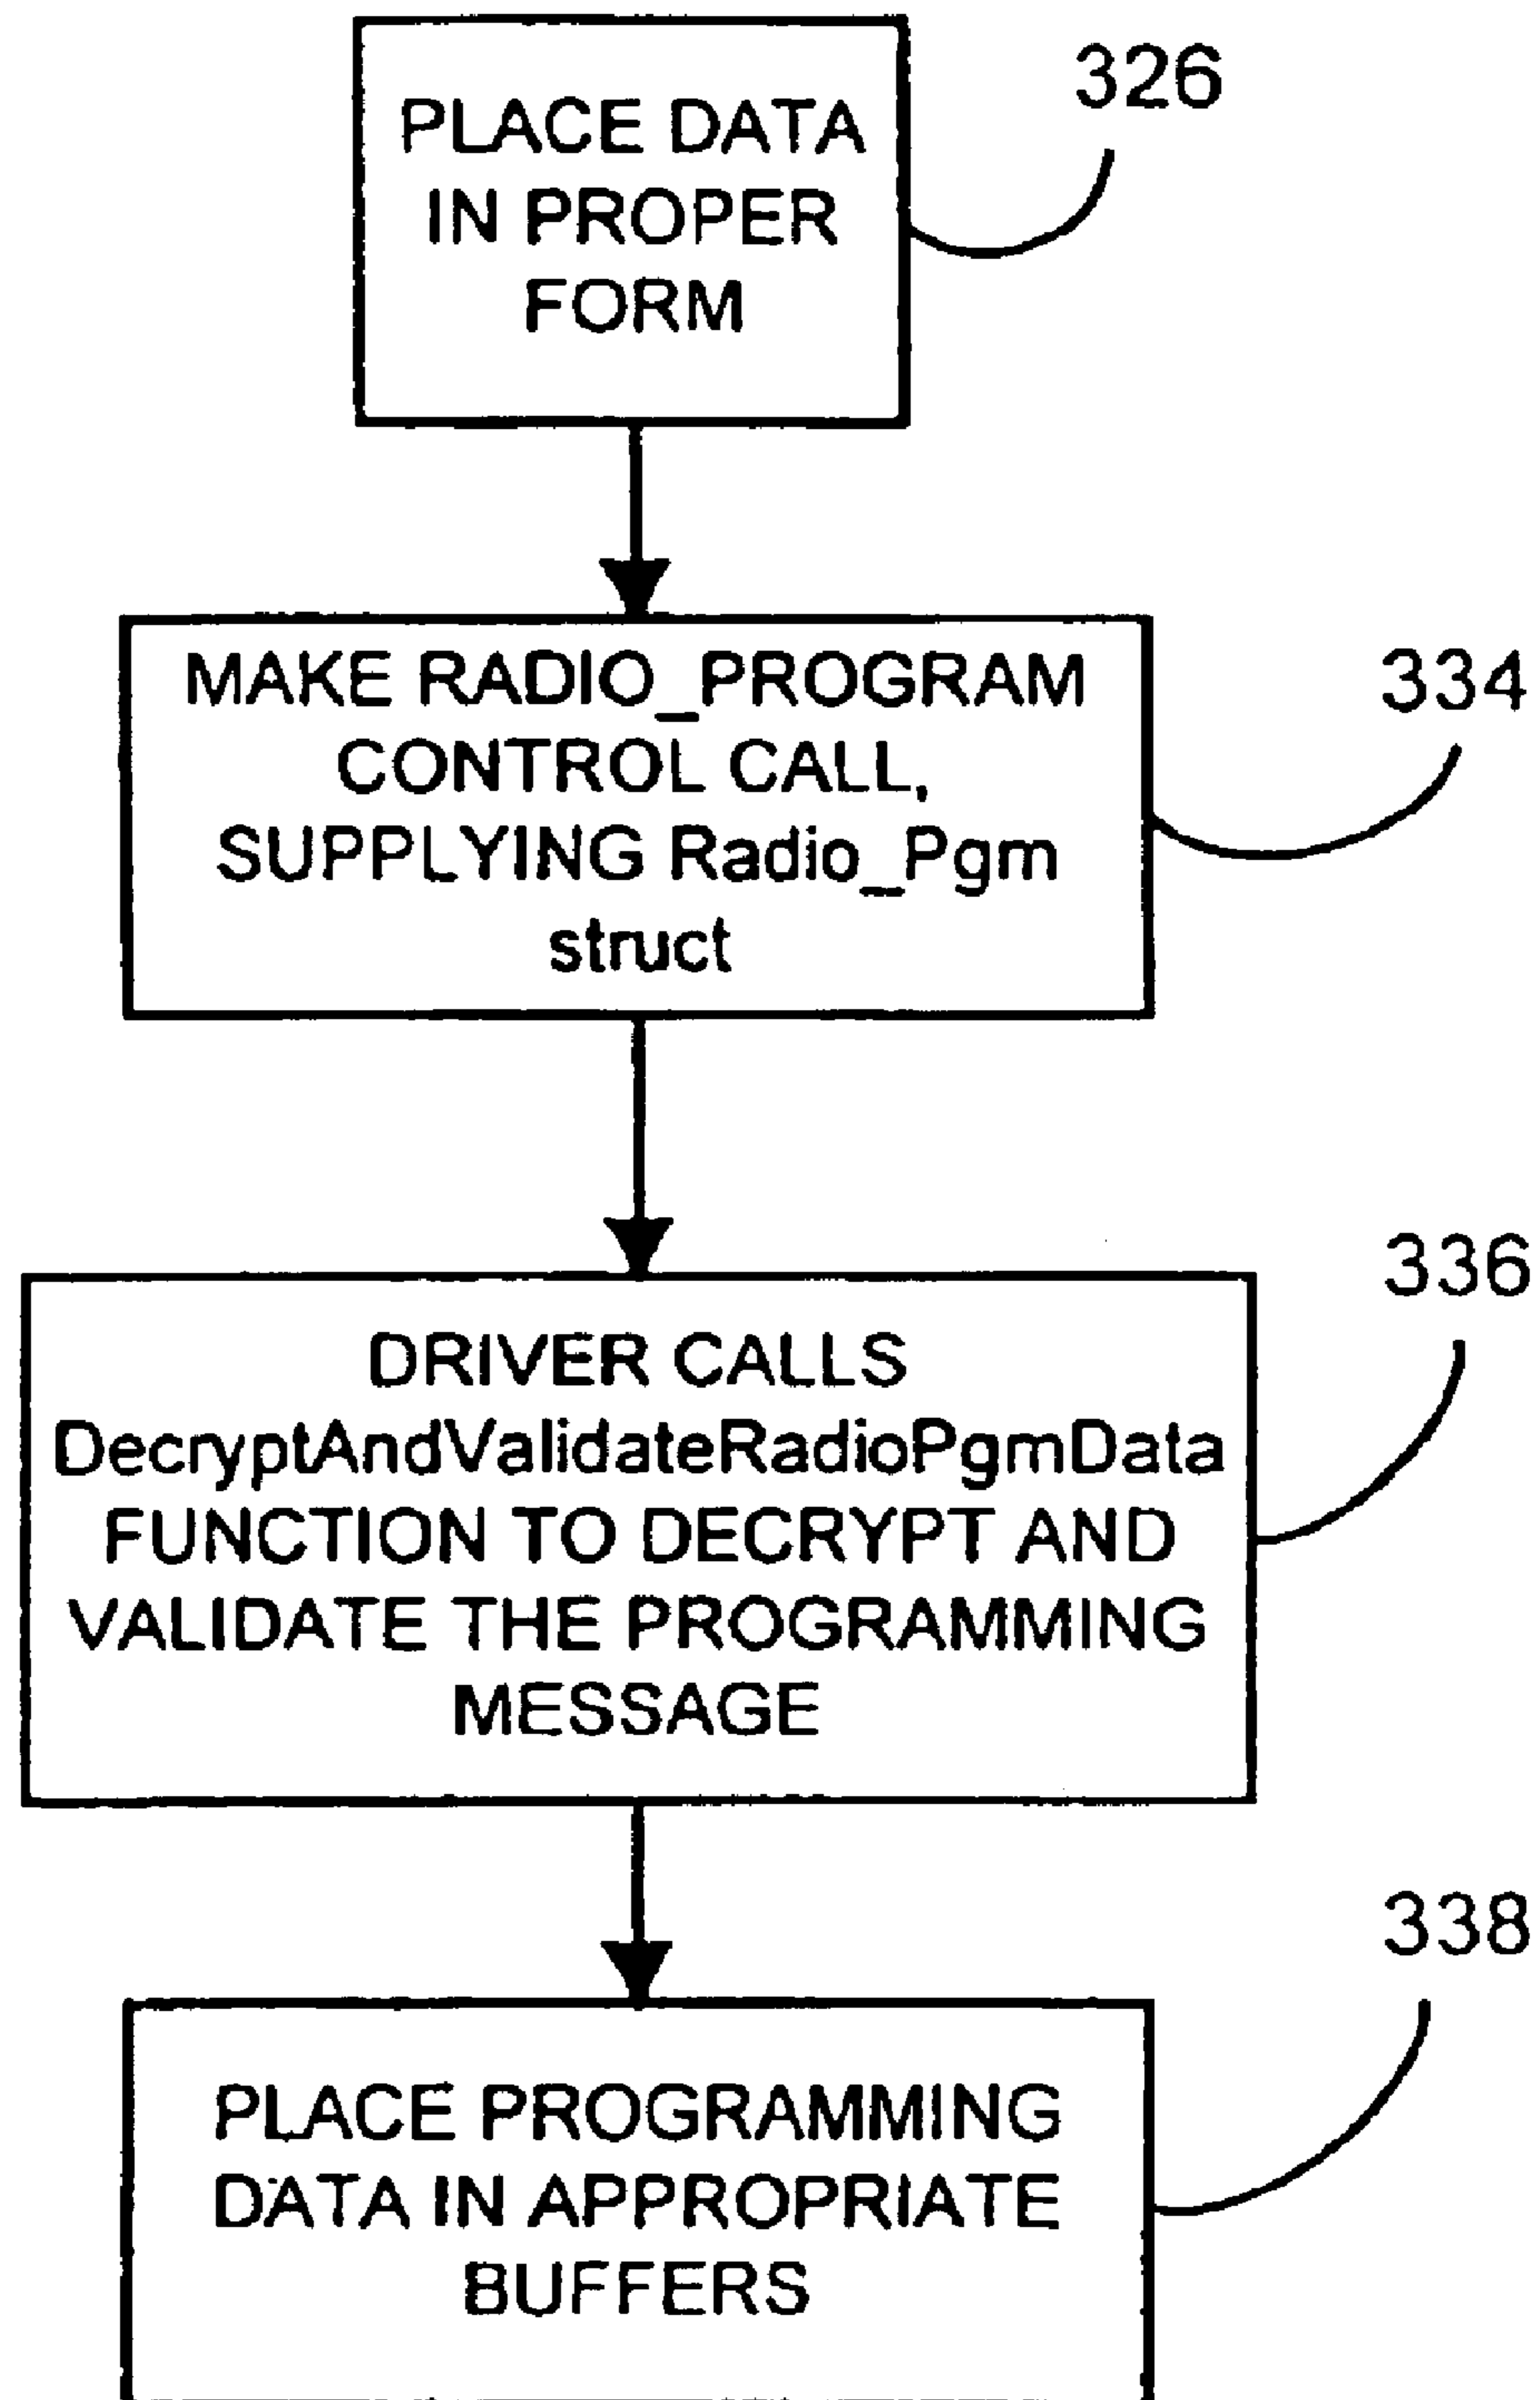 PLACE DATA
IN PROPER
FORM
326
MAKE RADIO_PROGRAM
CONTROL CALL,
SUPPLYING Radio_Pgm
struct
334
DRIVER CALLS
DecryptAndValidateRadioPgmData
FUNCTION TO DECRYPT AND
VALIDATE THE PROGRAMMING
MESSAGE
336
PLACE PROGRAMMING
DATA IN APPROPRIATE
BUFFERS
338